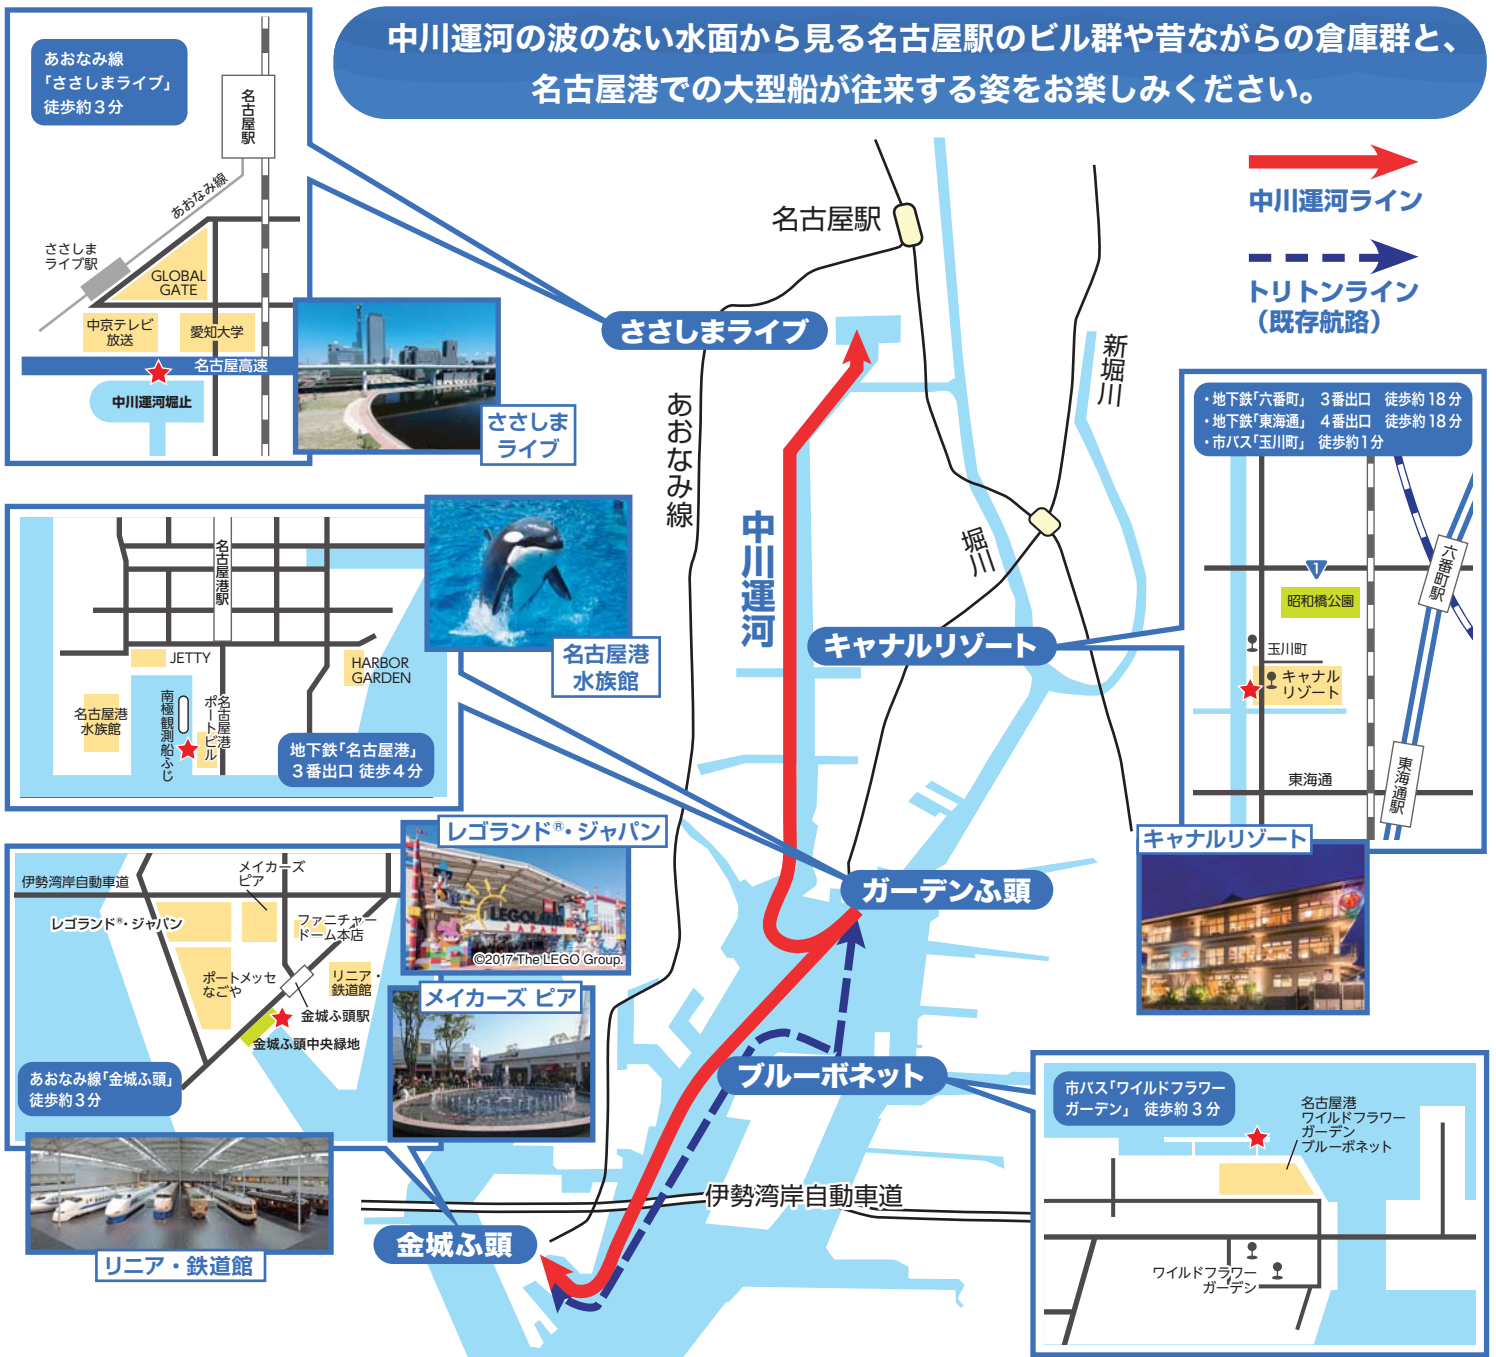 中川運河の波のない水面から見る名古屋駅のビル群や昔ながらの倉庫群と、
名古屋港での大型船が往来する姿をお楽しみください。
あおなみ線
「ささしまライブ」
徒歩約3分
名古屋駅
あおなみ線
ささしま
ライブ駅
GLOBAL
GATE
中京テレビ
放送
愛知大学
名古屋高速
中川運河堀止
ささしま
ライブ
中川運河ライン
トリトンライン
（既存航路）
名古屋駅
ささしまライブ
あおなみ線
中川運河
堀川
新堀川
キャナルリゾート
ガーデンふ頭
ブルーボネット
伊勢湾岸自動車道
金城ふ頭
・地下鉄「六番町」 3番出口 徒歩約18分
・地下鉄「東海通」 4番出口 徒歩約18分
・市バス「玉川町」 徒歩約1分
1
昭和橋公園
六番町駅
玉川町
キャナル
リゾート
東海通
東海通駅
キャナルリゾート
名古屋港駅
JETTY
HARBOR
GARDEN
名古屋港
水族館
南極観測船ふじ
名古屋港
ポートビル
地下鉄「名古屋港」
3番出口 徒歩4分
名古屋港
水族館
レゴランド®・ジャパン
LEGOLAND
JAPAN
©2017 The LEGO Group.
メイカーズ ピア
伊勢湾岸自動車道
メイカーズ
ピア
レゴランド®・ジャパン
ファニチャー
ドーム本店
ポートメッセ
なごや
リニア・
鉄道館
金城ふ頭駅
金城ふ頭中央緑地
あおなみ線「金城ふ頭」
徒歩約3分
リニア・鉄道館
市バス「ワイルドフラワー
ガーデン」 徒歩約3分
名古屋港
ワイルドフラワー
ガーデン
ブルーボネット
ワイルドフラワー
ガーデン